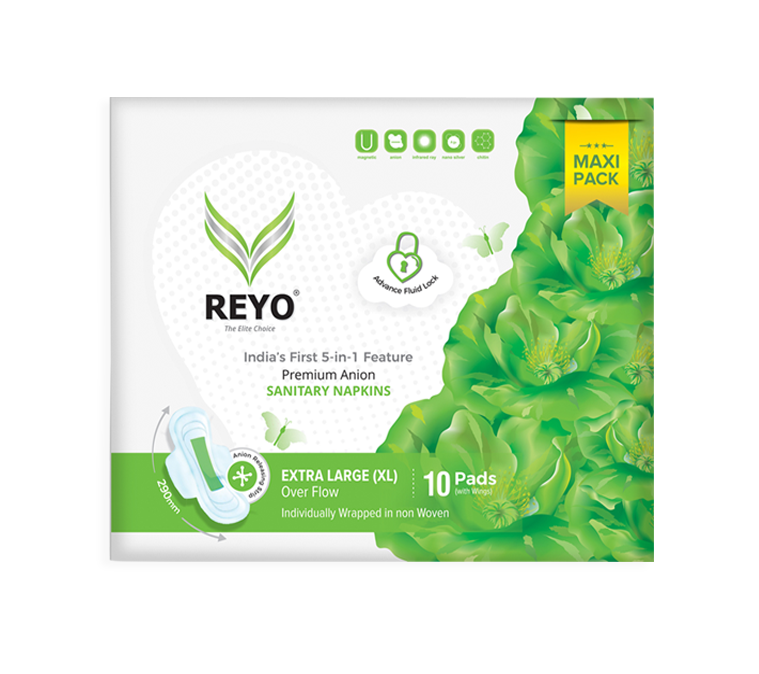 magnetic
anion
infrared ray
nano silver
chitin
MAXI
PACK
Advance Fluid Lock
REYO®
The Elite Choice
India's First 5-in-1 Feature
Premium Anion
SANITARY NAPKINS
Anion Releasing Strip
290mm
EXTRA LARGE (XL)
Over Flow
Individually Wrapped in non Woven
10 Pads
(with Wings)